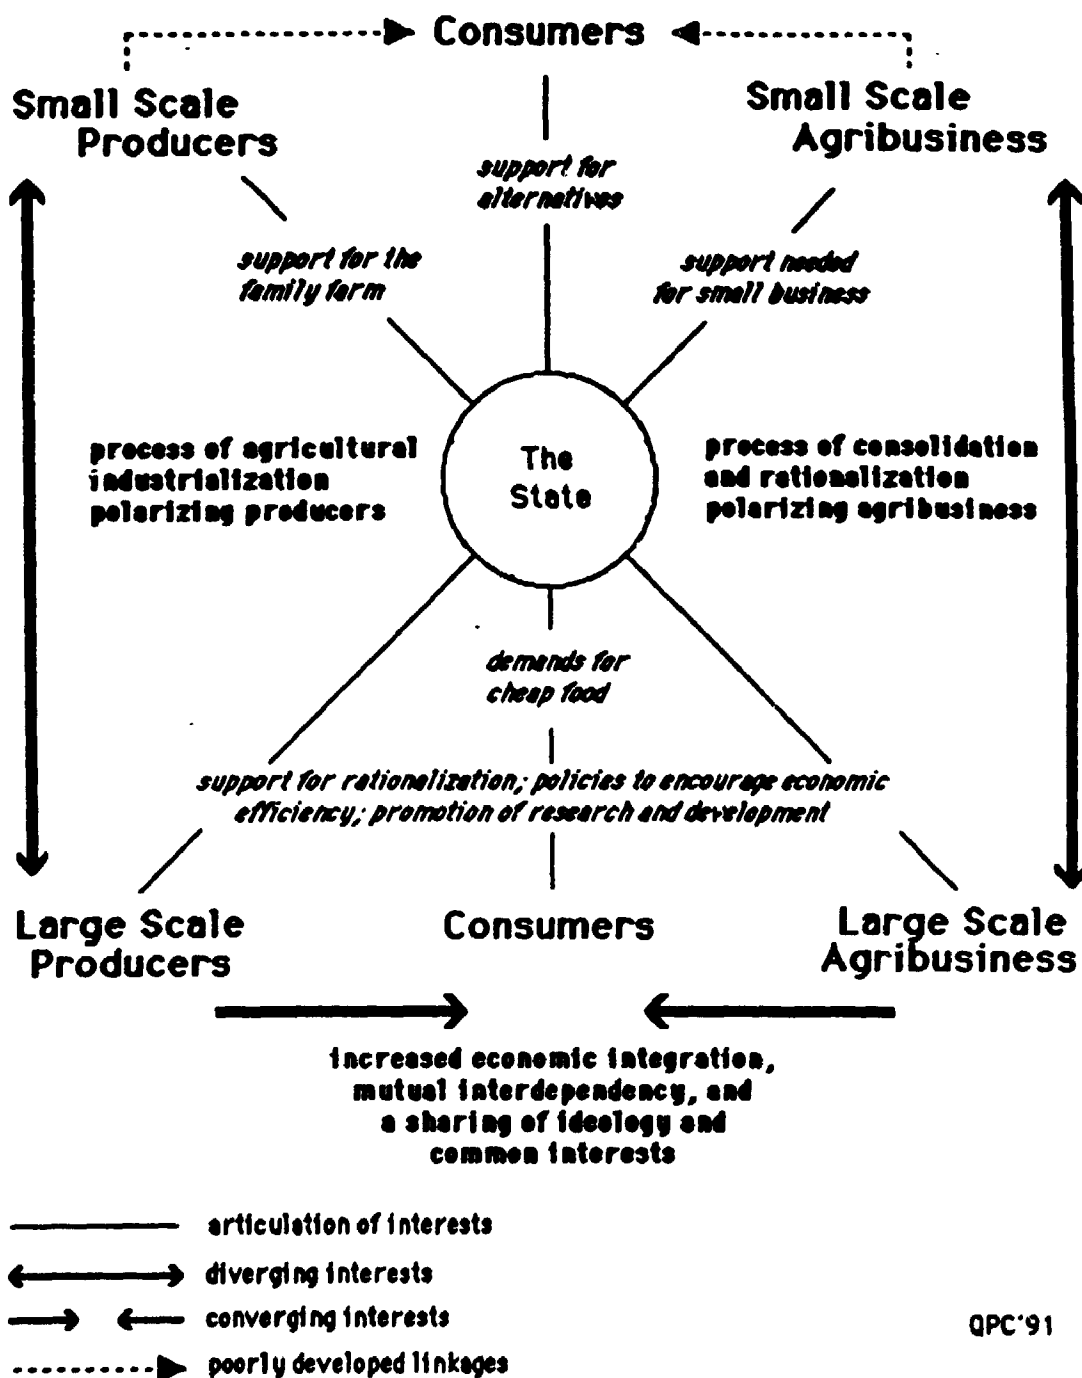 Consumers
Small Scale
Producers
Small Scale
Agribusiness
support for
alternatives
support for the
family farm
support needed
for small business
process of agricultural
industrialization
polarizing producers
The
State
process of consolidation
and rationalization
polarizing agribusiness
demands for
cheap food
support for rationalization; policies to encourage economic
efficiency; promotion of research and development
Large Scale
Producers
Consumers
Large Scale
Agribusiness
increased economic integration,
mutual interdependency, and
a sharing of ideology and
common interests
articulation of interests
diverging interests
converging interests
poorly developed linkages
QPC'91